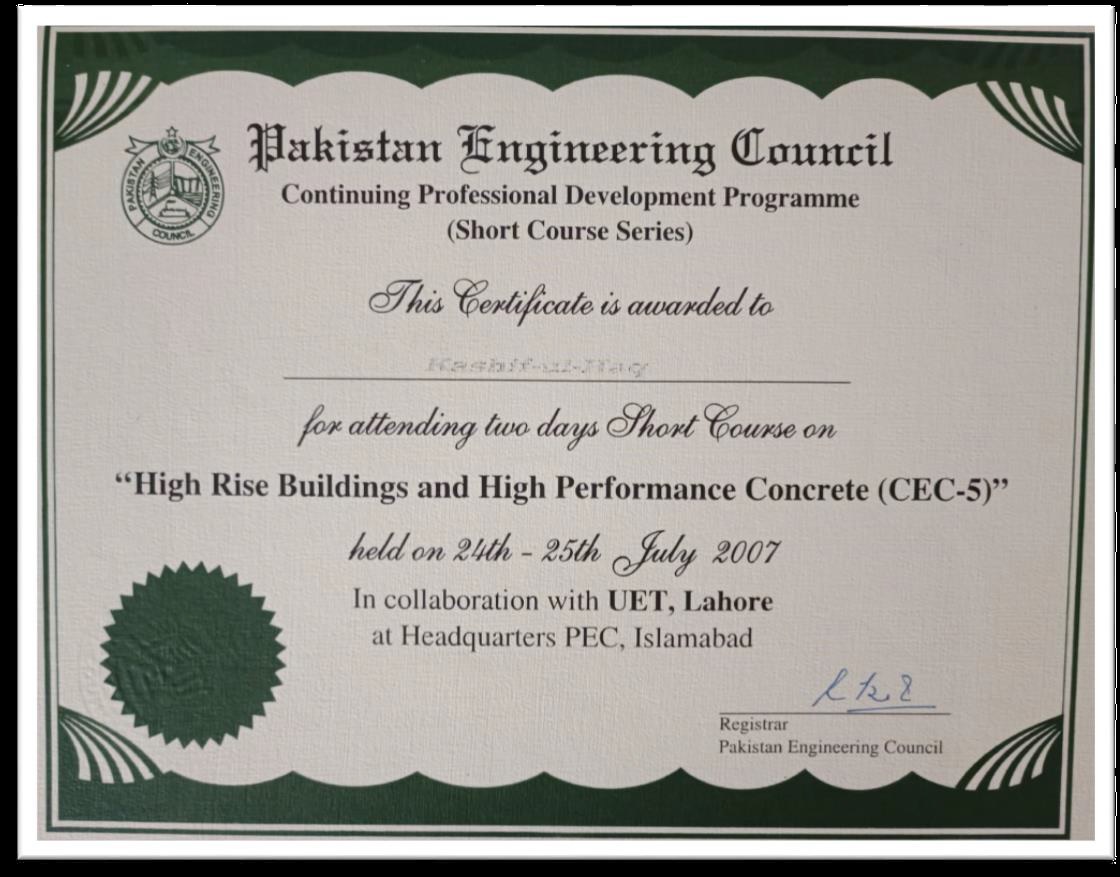 Pakistan Engineering Council
Continuing Professional Development Programme
(Short Course Series)
PAKISTAN ENGINEERING COUNCIL
This Certificate is awarded to
Kashif-ul-Haq
for attending two days Short Course on
“High Rise Buildings and High Performance Concrete (CEC-5)”
held on 24th - 25th July 2007
In collaboration with UET, Lahore
at Headquarters PEC, Islamabad
Registrar
Pakistan Engineering Council